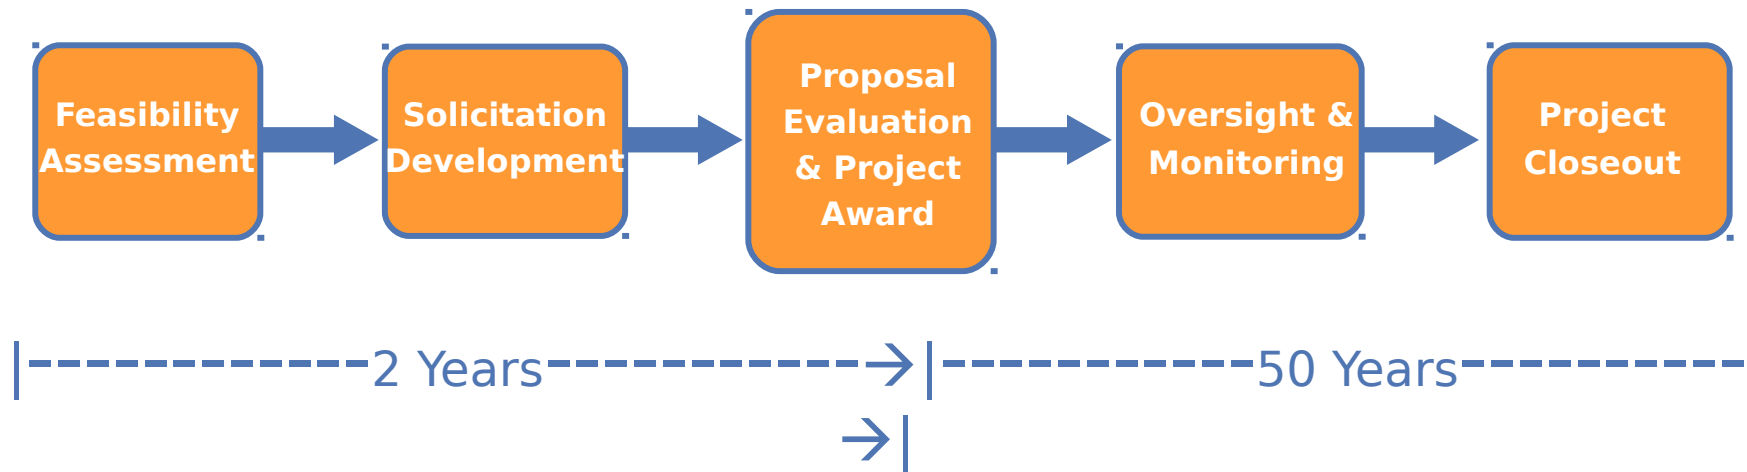 Feasibility
Assessment
Solicitation
Development
Proposal
Evaluation
& Project
Award
Oversight &
Monitoring
Project
Closeout
2 Years
50 Years